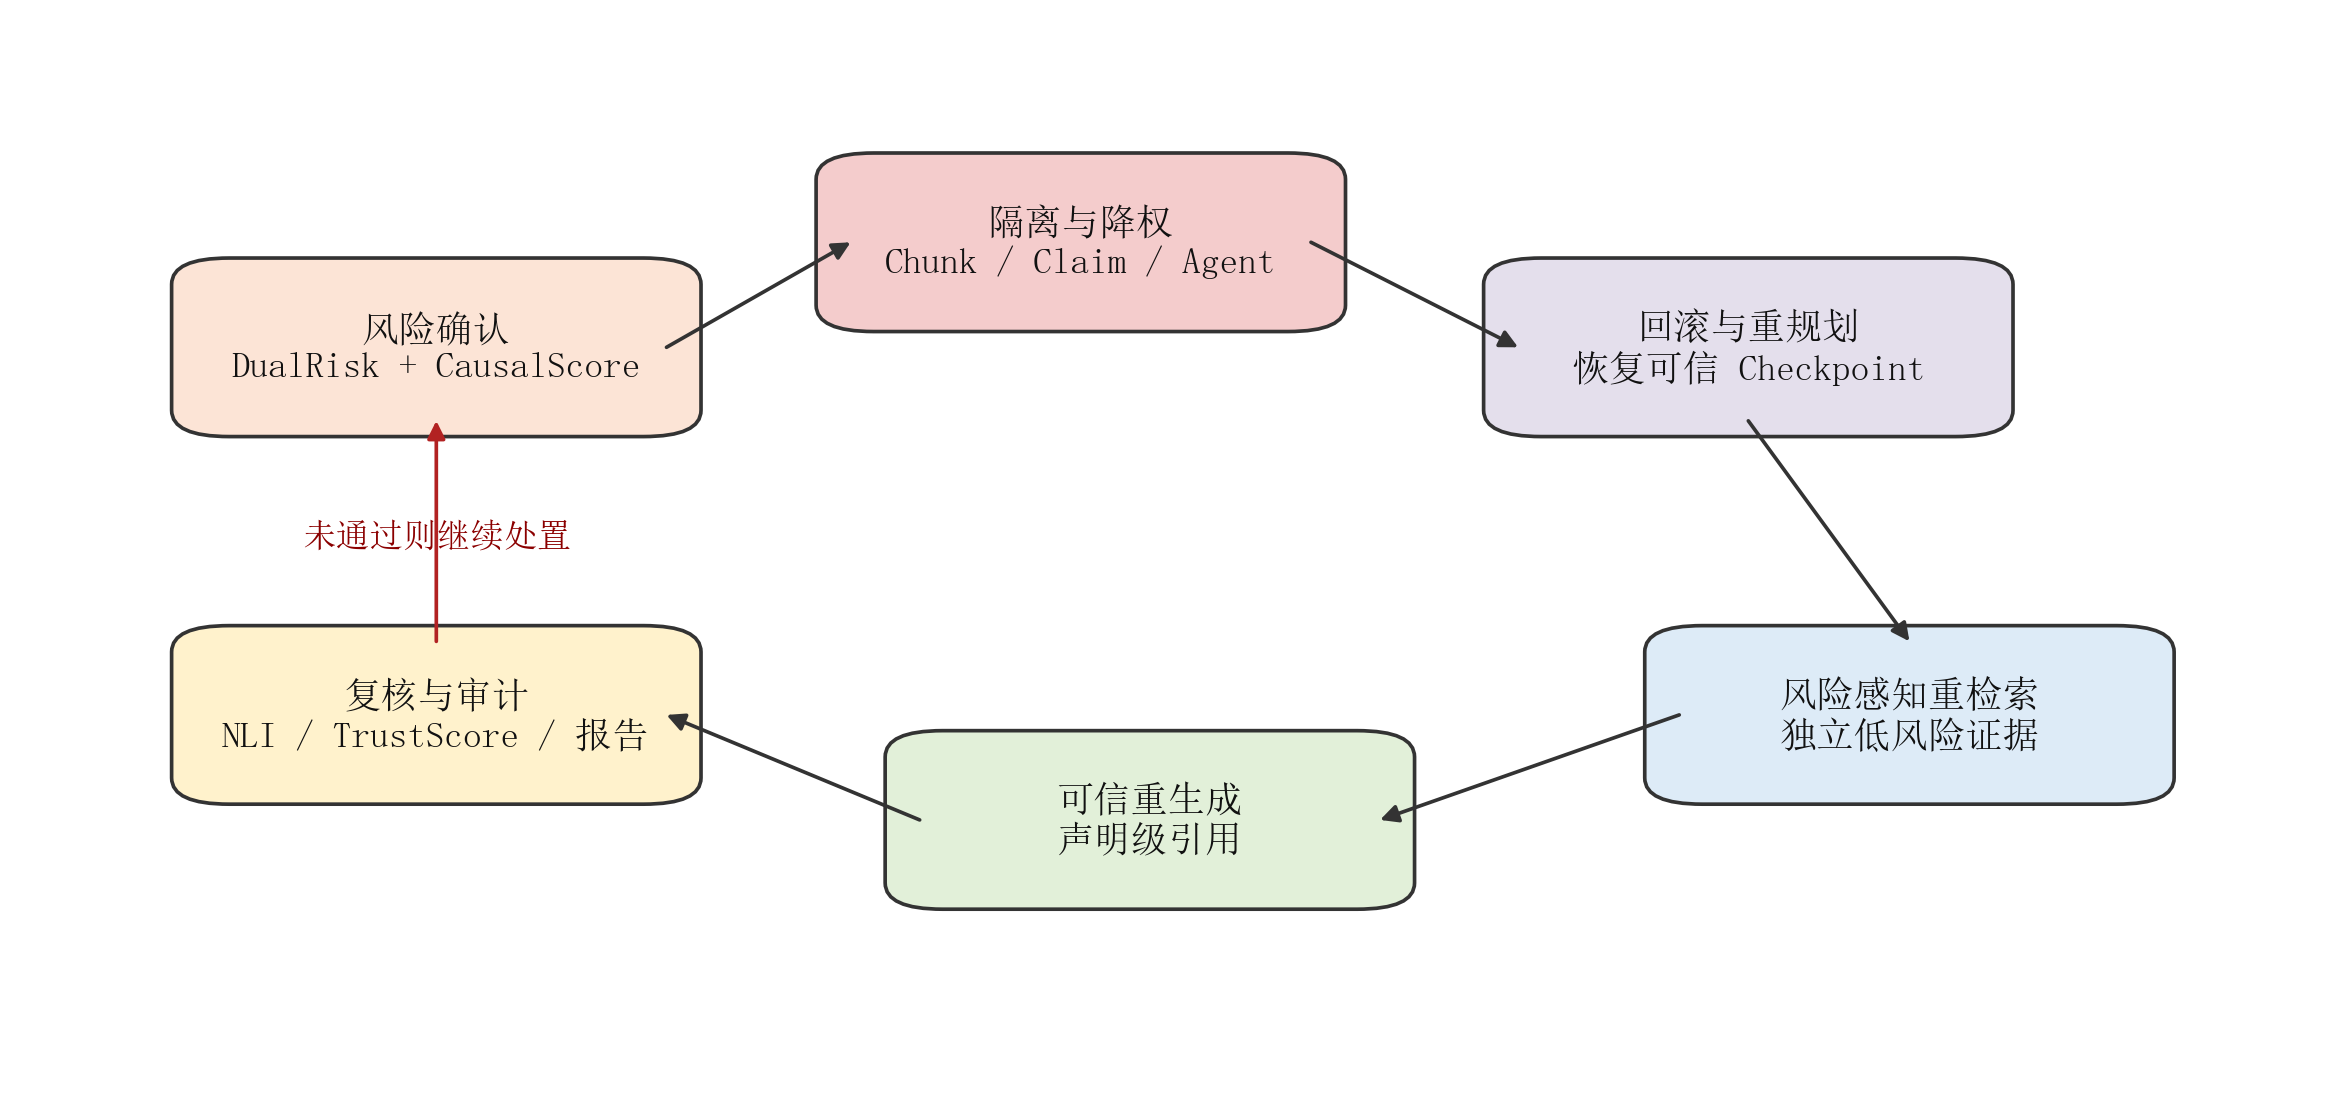 风险确认
DualRisk + CausalScore
隔离与降权
Chunk / Claim / Agent
回滚与重规划
恢复可信 Checkpoint
风险感知重检索
独立低风险证据
可信重生成
声明级引用
复核与审计
NLI / TrustScore / 报告
未通过则继续处置